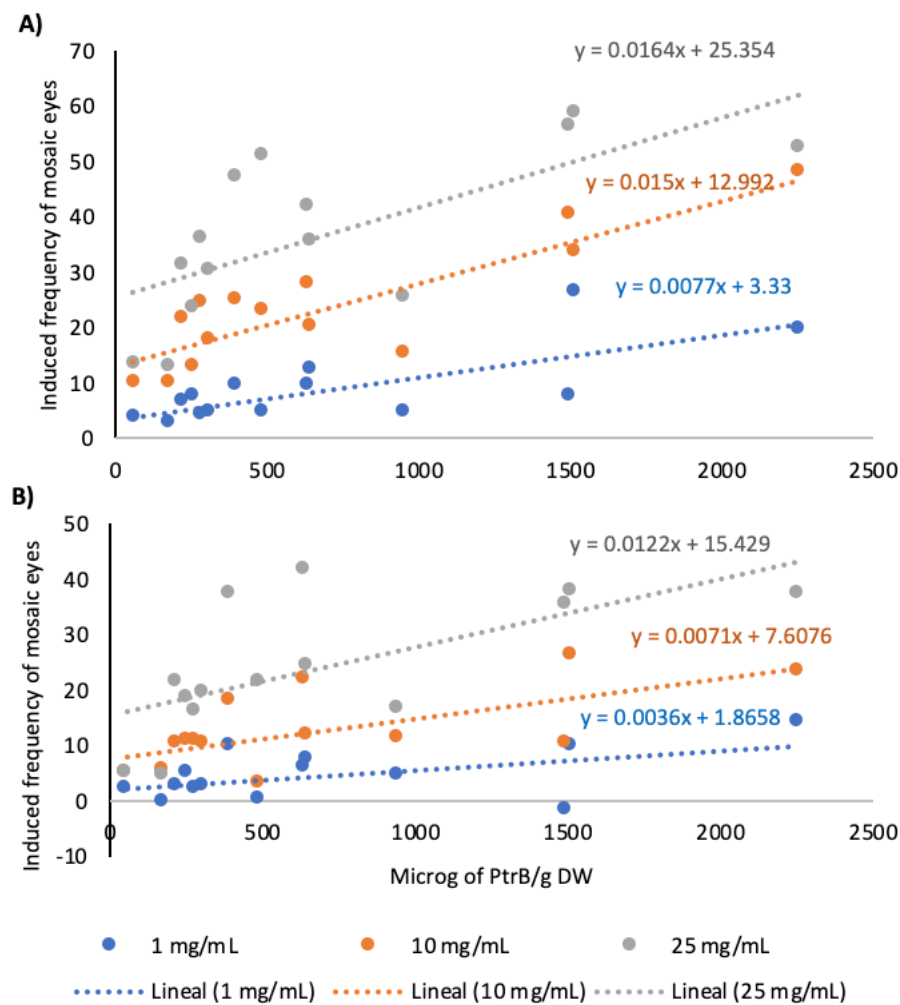 A)
Induced frequency of mosaic eyes
70
60
50
40
30
20
10
0
y = 0.0164x + 25.354
y = 0.015x + 12.992
y = 0.0077x + 3.33
0 500 1000 1500 2000 2500
B)
Induced frequency of mosaic eyes
50
40
30
20
10
0
-10
y = 0.0122x + 15.429
y = 0.0071x + 7.6076
y = 0.0036x + 1.8658
0 500 1000 1500 2000 2500
Microg of PtrB/g DW
1 mg/mL 10 mg/mL 25 mg/mL
Lineal (1 mg/mL) Lineal (10 mg/mL) Lineal (25 mg/mL)